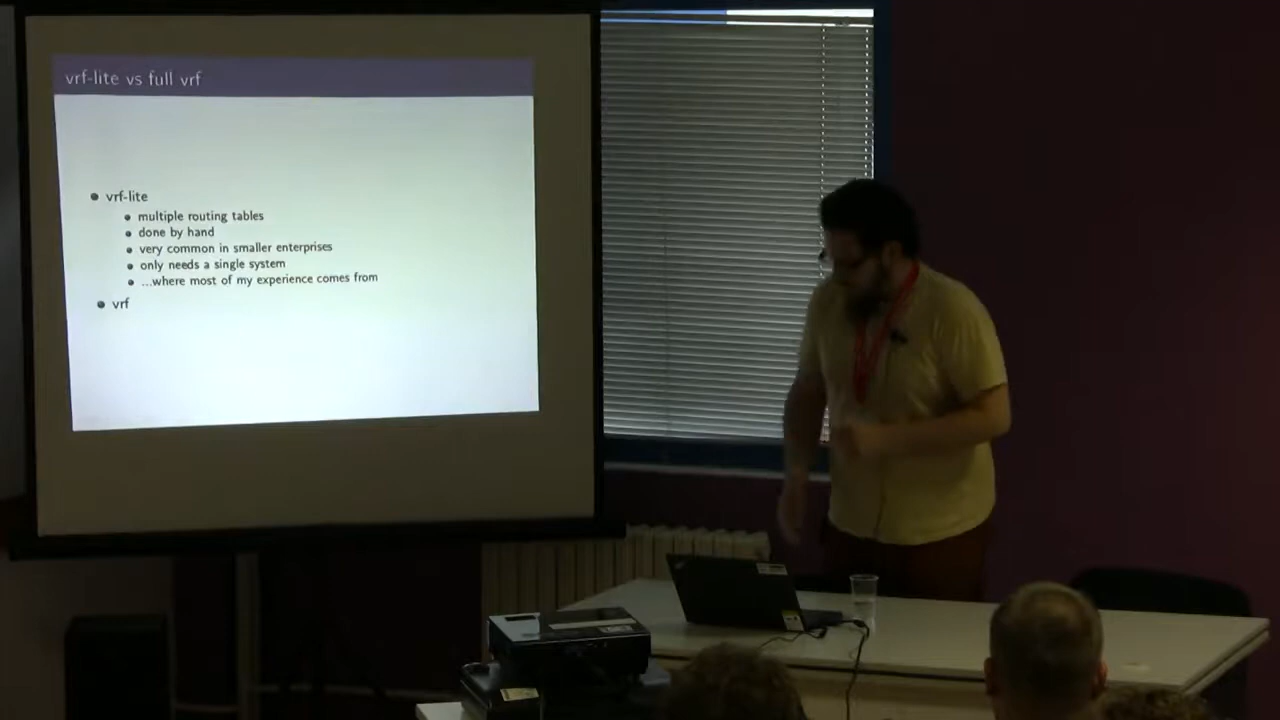 vrf-lite vs full vrf
vrf-lite
multiple routing tables
done by hand
very common in smaller enterprises
only needs a single system
...where most of my experience comes from
vrf